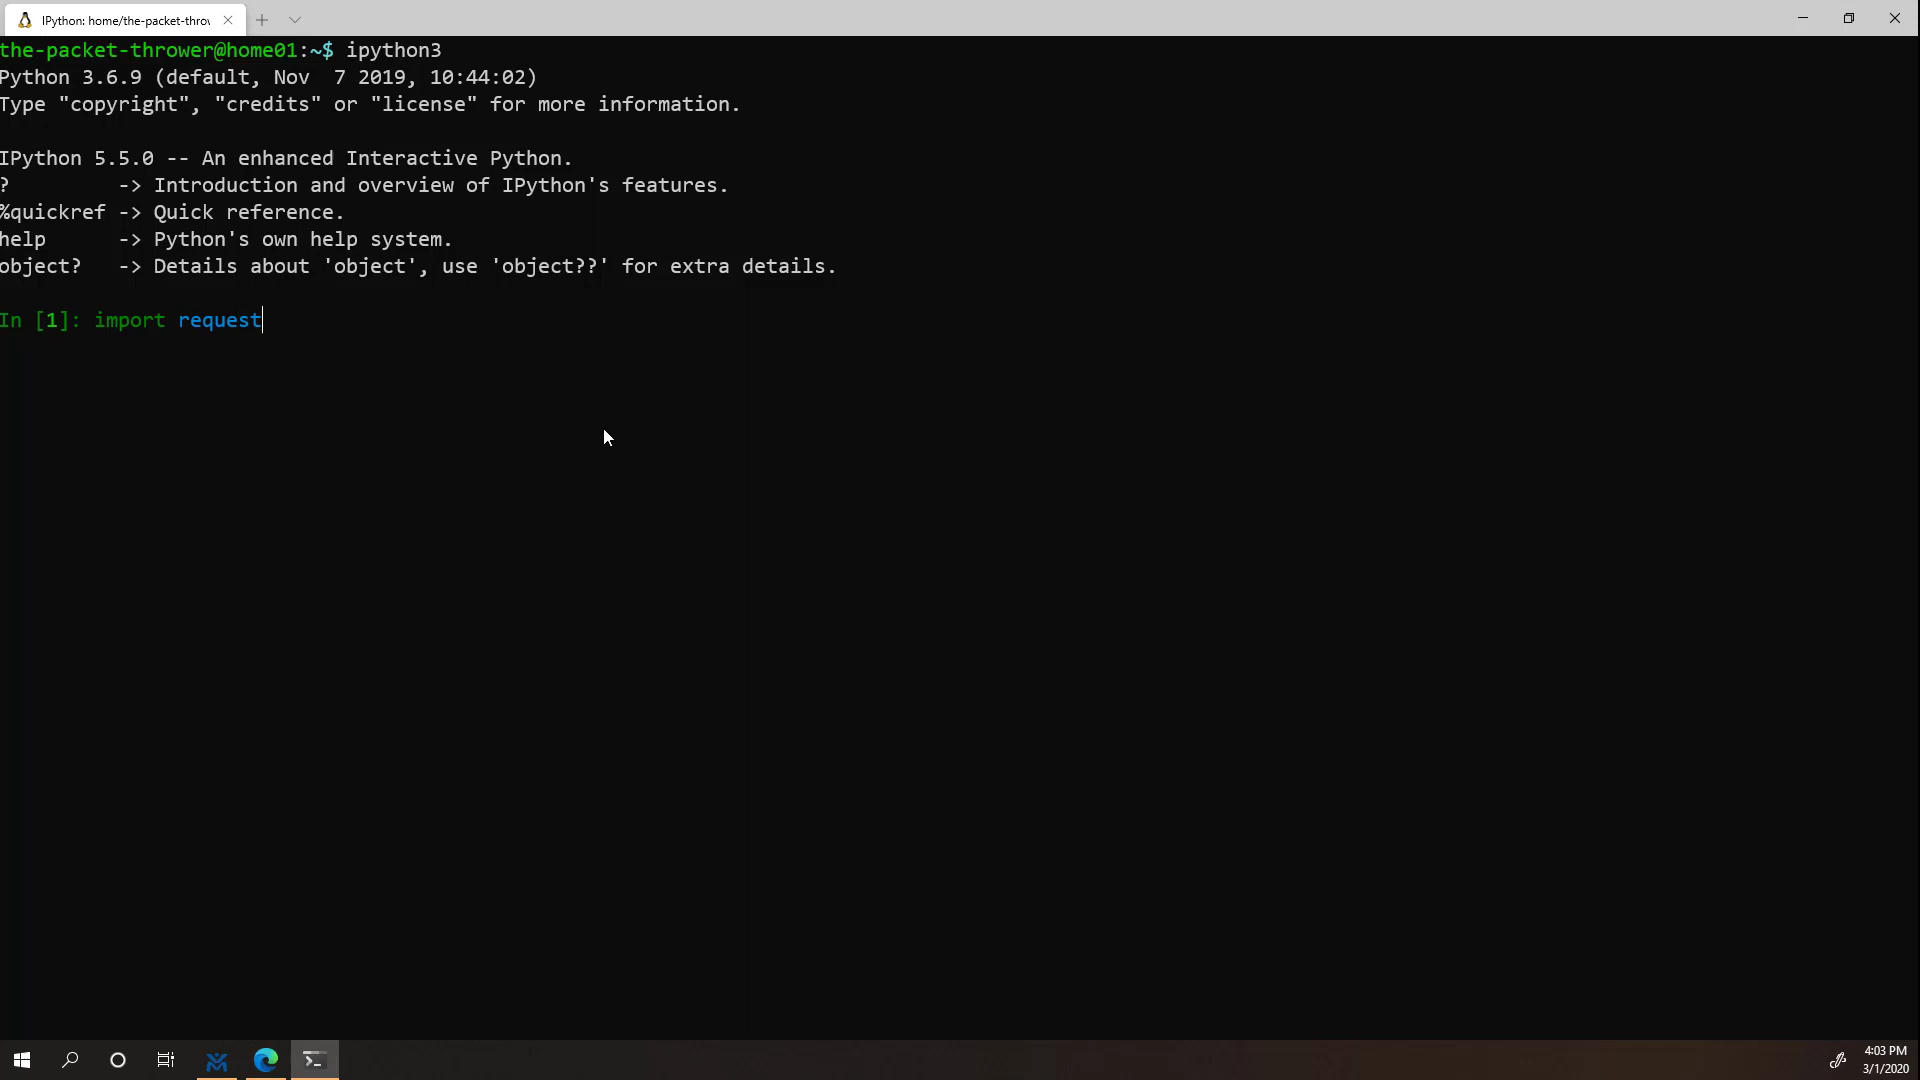 IPython: home/the-packet-throw
the-packet-thrower@home01:~$ ipython3
Python 3.6.9 (default, Nov  7 2019, 10:44:02)
Type "copyright", "credits" or "license" for more information.
IPython 5.5.0 -- An enhanced Interactive Python.
?         -> Introduction and overview of IPython's features.
%quickref -> Quick reference.
help      -> Python's own help system.
object?   -> Details about 'object', use 'object??' for extra details.
In [1]: import request
4:03 PM
3/1/2020